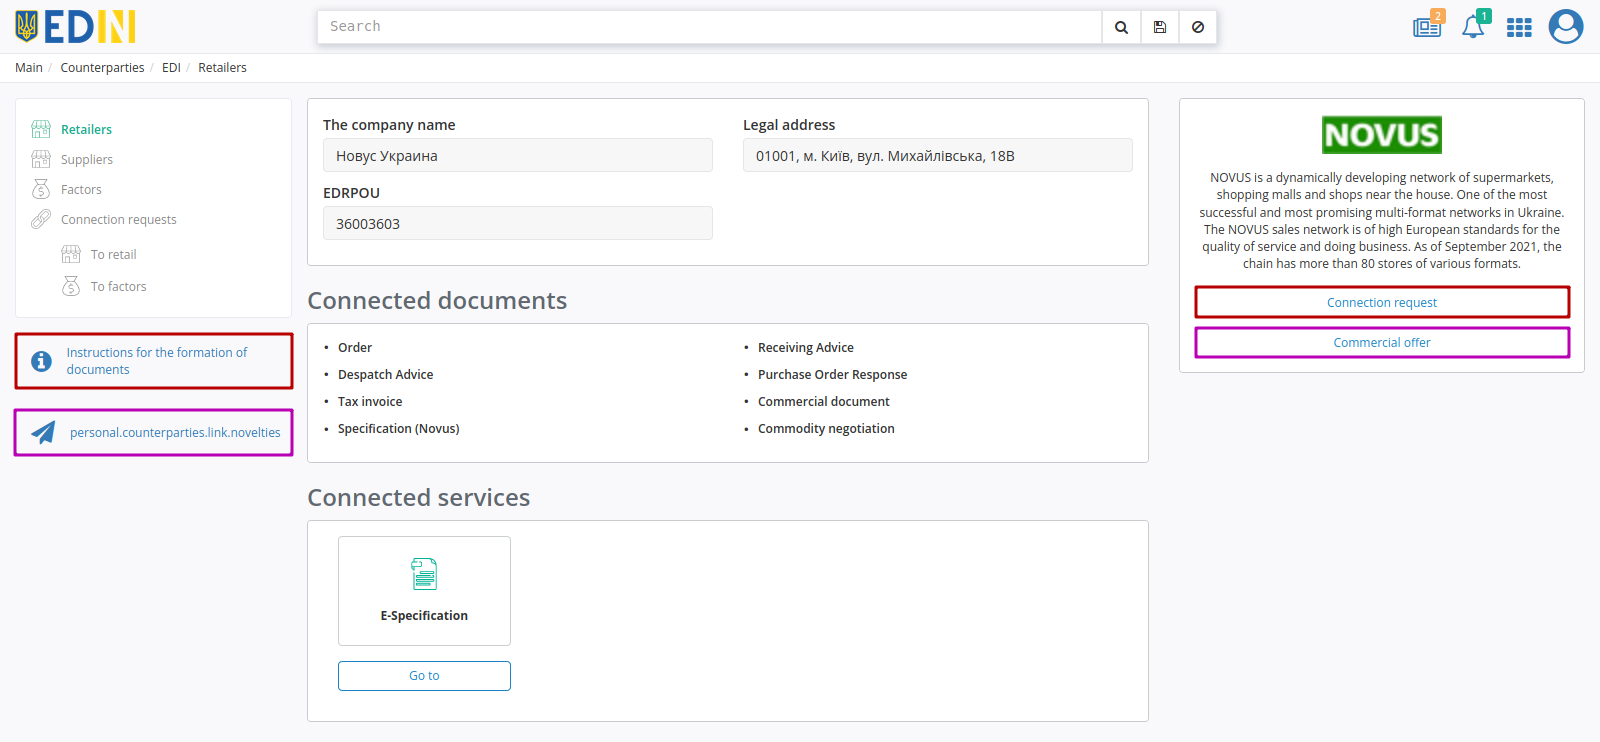 EDIN
Search
2
1
Main / Counterparties / EDI / Retailers
Retailers
Suppliers
Factors
Connection requests
To retail
To factors
Instructions for the formation of
documents
personal.counterparties.link.novelties
The company name
Новус Украина
Legal address
01001, м. Київ, вул. Михайлівська, 18В
EDRPOU
36003603
Connected documents
• Order
• Despatch Advice
• Tax invoice
• Specification (Novus)
• Receiving Advice
• Purchase Order Response
• Commercial document
• Commodity negotiation
Connected services
E-Specification
Go to
NOVUS
NOVUS is a dynamically developing network of supermarkets,
shopping malls and shops near the house. One of the most
successful and most promising multi-format networks in Ukraine.
The NOVUS sales network is of high European standards for the
quality of service and doing business. As of September 2021, the
chain has more than 80 stores of various formats.
Connection request
Commercial offer